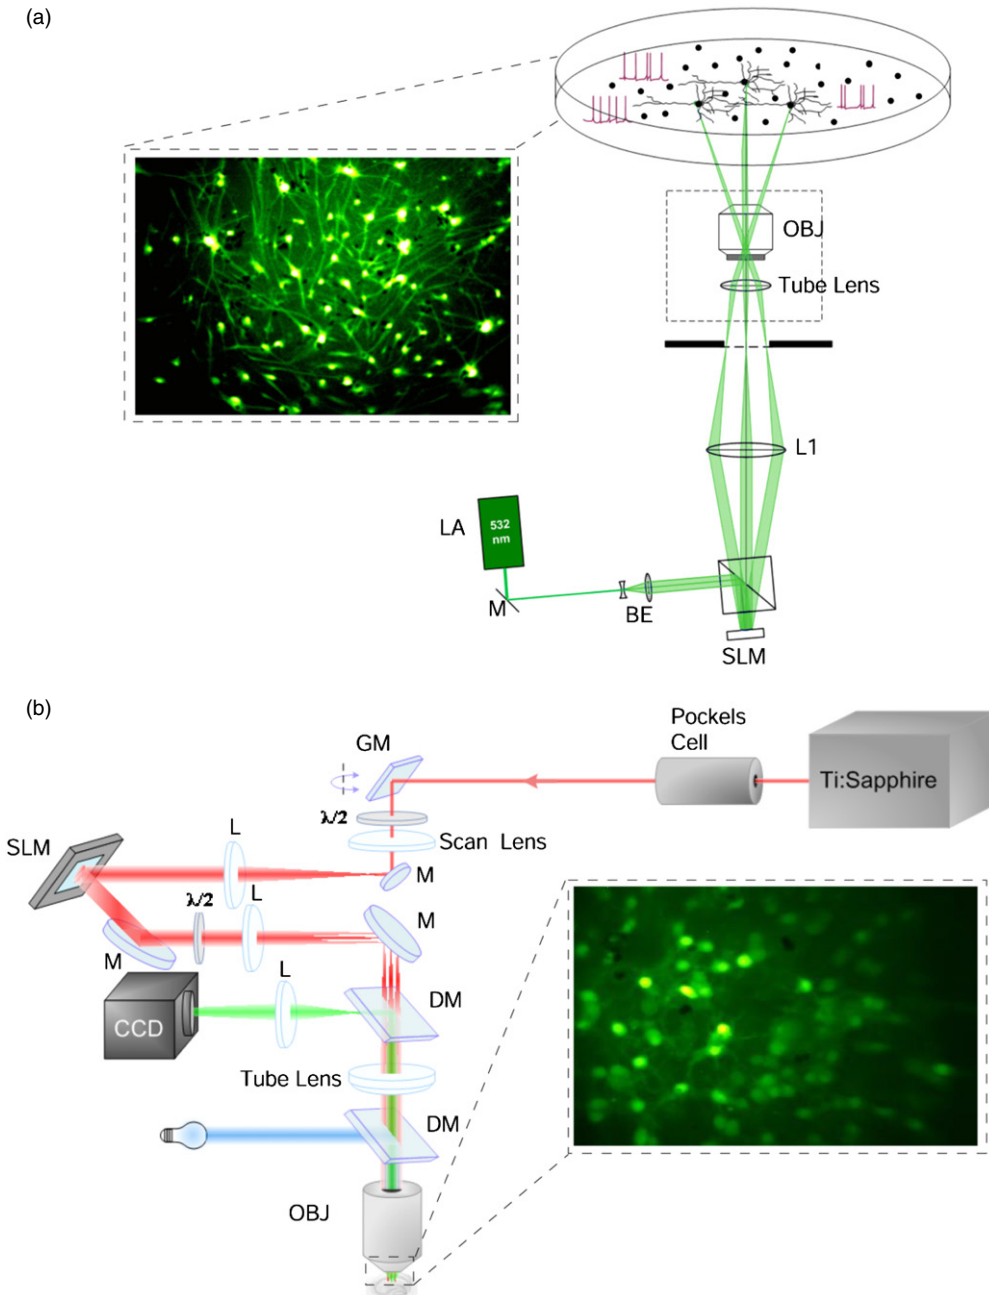 (a)
OBJ
Tube Lens
L1
LA
532
nm
M
BE
SLM
(b)
Pockels
Cell
GM
Ti:Sapphire
λ/2
Scan Lens
L
SLM
M
λ/2
L
M
M
L
DM
CCD
Tube Lens
DM
OBJ